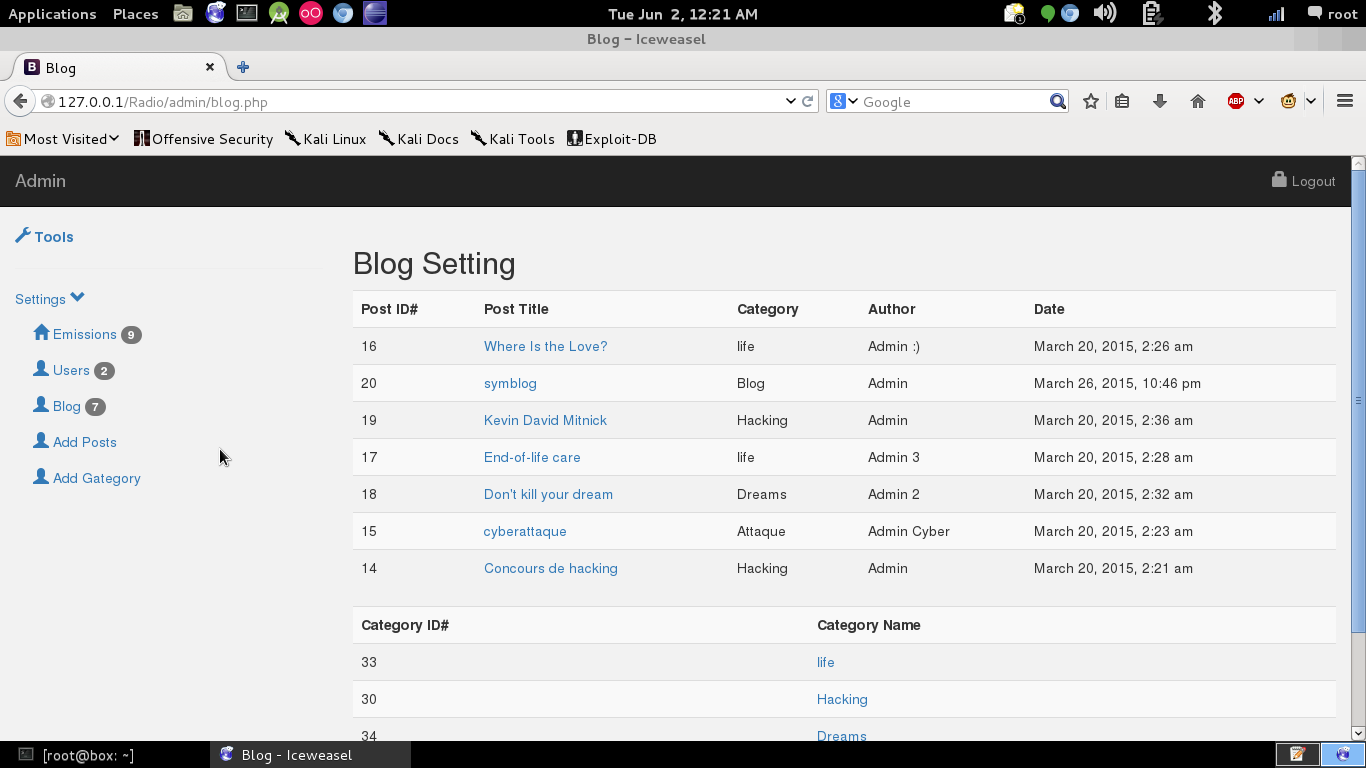 Applications Places Tue Jun 2, 12:21 AM root
Blog - Iceweasel
B Blog
127.0.0.1/Radio/admin/blog.php Google ABP
Most Visited Offensive Security Kali Linux Kali Docs Kali Tools Exploit-DB
Admin Logout
Tools
Settings
Emissions 9
Users 2
Blog 7
Add Posts
Add Gategory
Blog Setting
Post ID# Post Title Category Author Date
16 Where Is the Love? life Admin :) March 20, 2015, 2:26 am
20 symblog Blog Admin March 26, 2015, 10:46 pm
19 Kevin David Mitnick Hacking Admin March 20, 2015, 2:36 am
17 End-of-life care life Admin 3 March 20, 2015, 2:28 am
18 Don't kill your dream Dreams Admin 2 March 20, 2015, 2:32 am
15 cyberattaque Attaque Admin Cyber March 20, 2015, 2:23 am
14 Concours de hacking Hacking Admin March 20, 2015, 2:21 am
Category ID# Category Name
33 life
30 Hacking
34 Dreams
[root@box: ~] Blog - Iceweasel